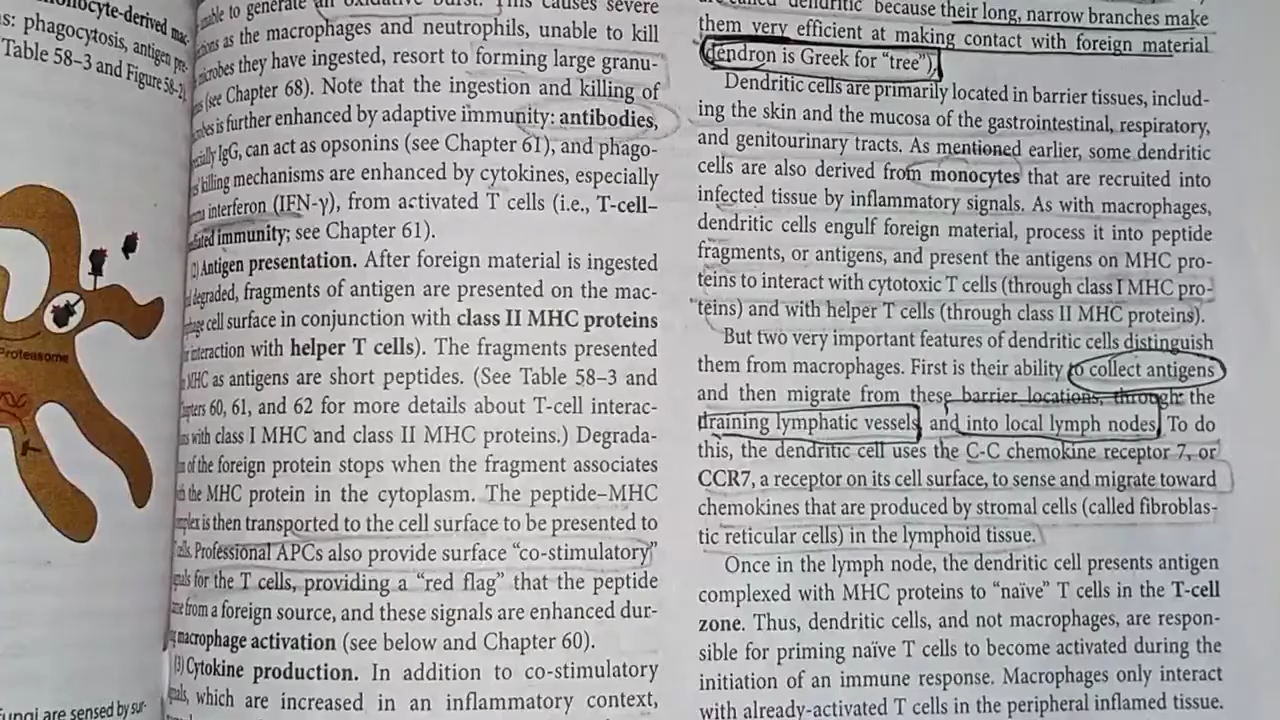 onocyte-derived mac
s: phagocytosis, antigen pre-
Table 58–3 and Figure 58–2
Proteasome
ungi are sensed by sur-
unable to generate an oxidative burst. This causes severe
as the macrophages and neutrophils, unable to kill
microbes they have ingested, resort to forming large granu-
(see Chapter 68). Note that the ingestion and killing of
is further enhanced by adaptive immunity: antibodies,
IgG, can act as opsonins (see Chapter 61), and phago-
killing mechanisms are enhanced by cytokines, especially
interferon (IFN-γ), from activated T cells (i.e., T-cell–
immunity; see Chapter 61).
(2) Antigen presentation. After foreign material is ingested
degraded, fragments of antigen are presented on the mac-
cell surface in conjunction with class II MHC proteins
interaction with helper T cells). The fragments presented
MHC as antigens are short peptides. (See Table 58–3 and
60, 61, and 62 for more details about T-cell interac-
with class I MHC and class II MHC proteins.) Degrada-
of the foreign protein stops when the fragment associates
the MHC protein in the cytoplasm. The peptide–MHC
is then transported to the cell surface to be presented to
cells. Professional APCs also provide surface “co-stimulatory”
for the T cells, providing a “red flag” that the peptide
from a foreign source, and these signals are enhanced dur-
macrophage activation (see below and Chapter 60).
(3) Cytokine production. In addition to co-stimulatory
which are increased in an inflammatory context,
dendritic because their long, narrow branches make
them very efficient at making contact with foreign material
(dendron is Greek for “tree”).
Dendritic cells are primarily located in barrier tissues, includ-
ing the skin and the mucosa of the gastrointestinal, respiratory,
and genitourinary tracts. As mentioned earlier, some dendritic
cells are also derived from monocytes that are recruited into
infected tissue by inflammatory signals. As with macrophages,
dendritic cells engulf foreign material, process it into peptide
fragments, or antigens, and present the antigens on MHC pro-
teins to interact with cytotoxic T cells (through class I MHC pro-
teins) and with helper T cells (through class II MHC proteins).
But two very important features of dendritic cells distinguish
them from macrophages. First is their ability to collect antigens
and then migrate from these barrier locations, through the
draining lymphatic vessels and into local lymph nodes. To do
this, the dendritic cell uses the C-C chemokine receptor 7, or
CCR7, a receptor on its cell surface, to sense and migrate toward
chemokines that are produced by stromal cells (called fibroblas-
tic reticular cells) in the lymphoid tissue.
Once in the lymph node, the dendritic cell presents antigen
complexed with MHC proteins to “naïve” T cells in the T-cell
zone. Thus, dendritic cells, and not macrophages, are respon-
sible for priming naïve T cells to become activated during the
initiation of an immune response. Macrophages only interact
with already-activated T cells in the peripheral inflamed tissue.